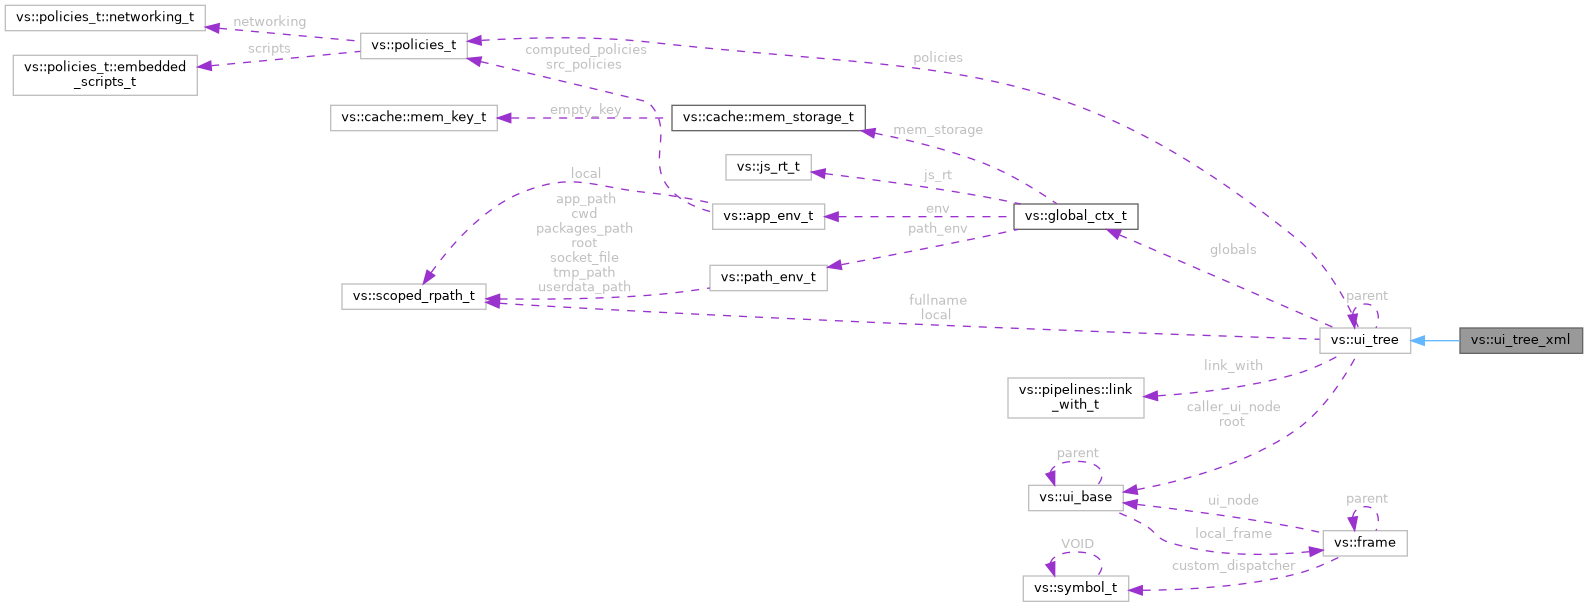 vs::policies_t::networking_t
networking
vs::policies_t
scripts
vs::policies_t::embedded
_scripts_t
computed_policies
src_policies
policies
vs::cache::mem_key_t
empty_key
vs::cache::mem_storage_t
mem_storage
vs::js_rt_t
js_rt
local
app_path
cwd
packages_path
root
socket_file
tmp_path
userdata_path
vs::app_env_t
env
vs::global_ctx_t
path_env
globals
vs::path_env_t
vs::scoped_rpath_t
fullname
local
parent
vs::ui_tree
vs::ui_tree_xml
link_with
vs::pipelines::link
_with_t
caller_ui_node
root
parent
vs::ui_base
ui_node
parent
local_frame
vs::frame
VOID
custom_dispatcher
vs::symbol_t